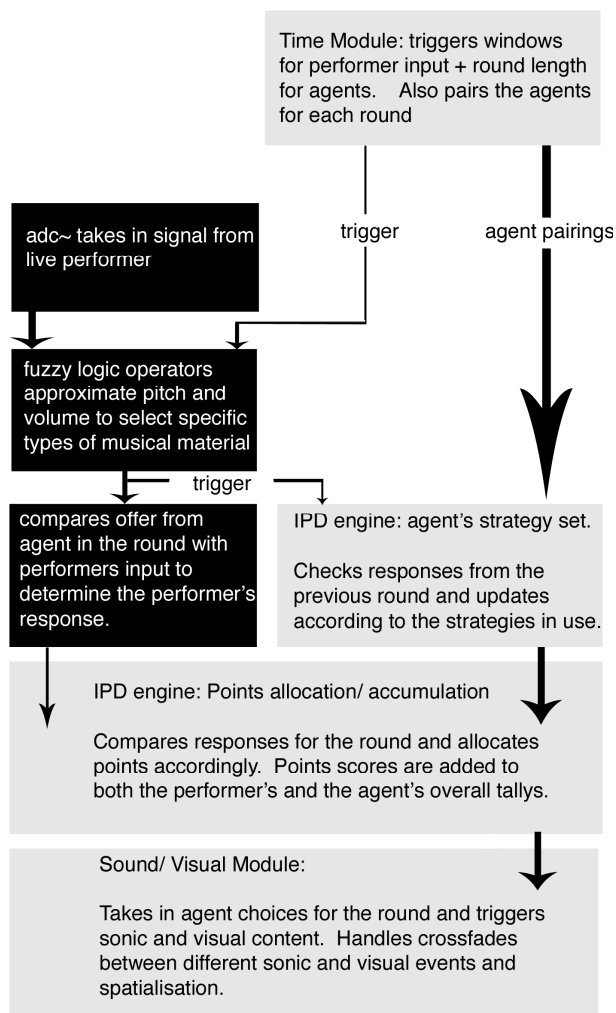 Time Module: triggers windows
for performer input + round length
for agents.   Also pairs the agents
for each round
trigger
agent pairings
adc~ takes in signal from
live performer
fuzzy logic operators
approximate pitch and
volume to select specific
types of musical material
trigger
compares offer from
agent in the round with
performers input to
determine the performer's
response.
IPD engine: agent's strategy set.
Checks responses from the
previous round and updates
according to the strategies in use.
IPD engine: Points allocation/ accumulation
Compares responses for the round and allocates
points accordingly.  Points scores are added to
both the performer's and the agent's overall tallys.
Sound/ Visual Module:
Takes in agent choices for the round and triggers
sonic and visual content.  Handles crossfades
between different sonic and visual events and
spatialisation.